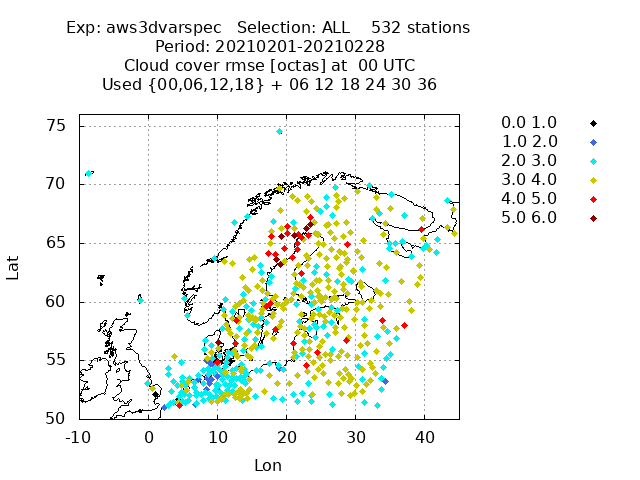 Exp: aws3dvarspec Selection: ALL 532 stations
Period: 20210201-20210228
Cloud cover rmse [octas] at 00 UTC
Used {00,06,12,18} + 06 12 18 24 30 36
75
70
65
60
55
50
Lat
-10 0 10 20 30 40
Lon
0.0 1.0
1.0 2.0
2.0 3.0
3.0 4.0
4.0 5.0
5.0 6.0